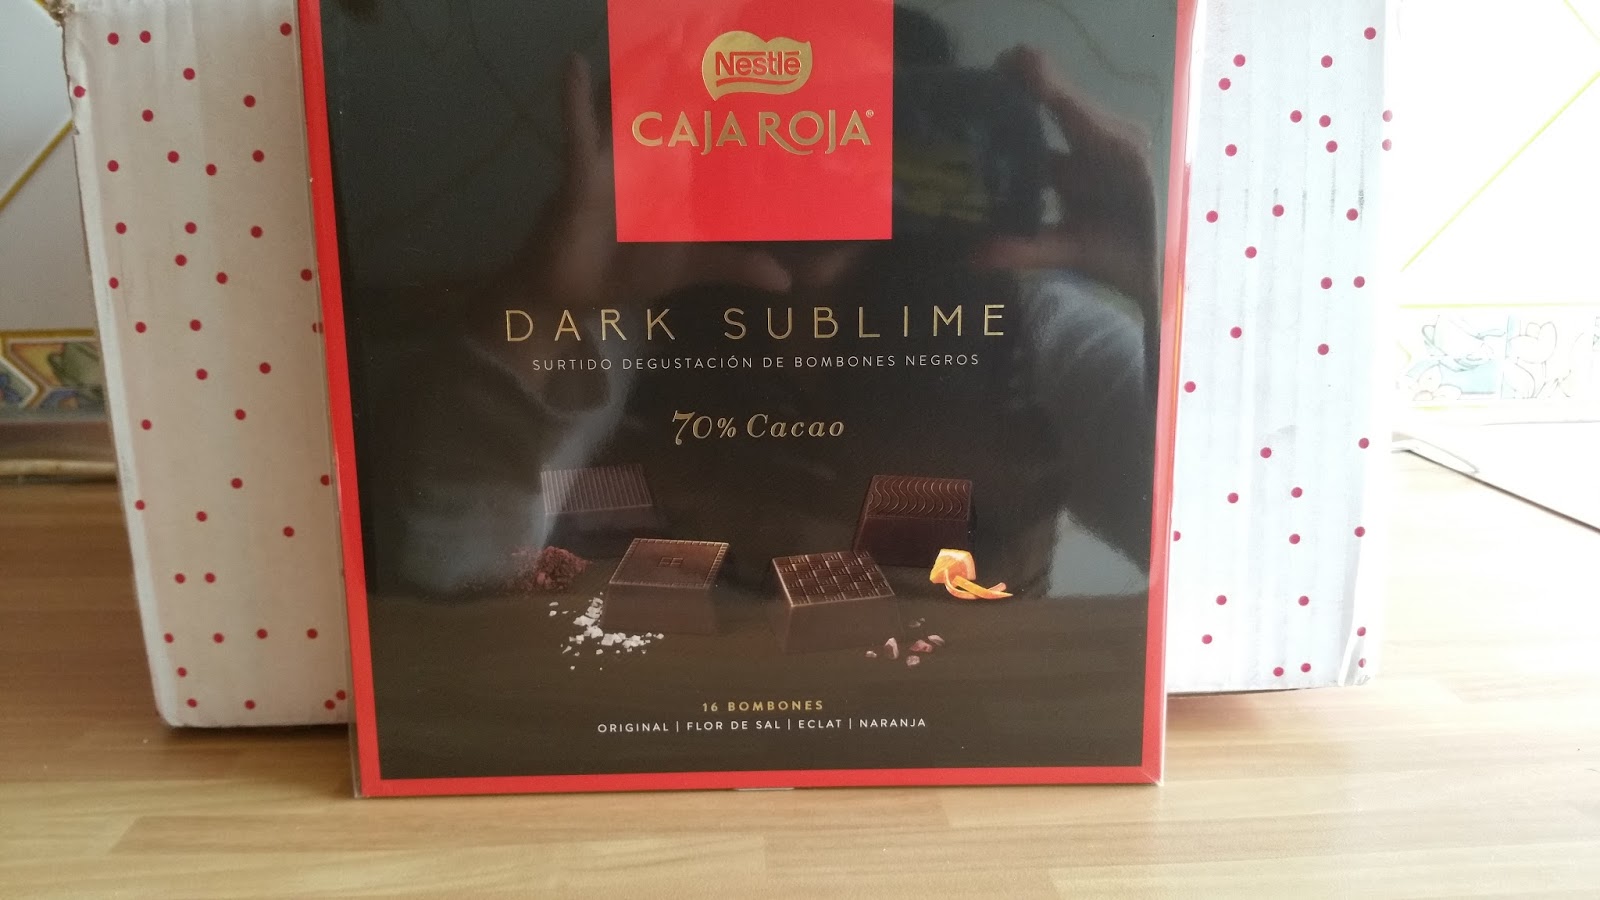 Nestlé
CAJA ROJA®
DARK SUBLIME
SURTIDO DEGUSTACIÓN DE BOMBONES NEGROS
70% Cacao
16 BOMBONES
ORIGINAL | FLOR DE SAL | ECLAT | NARANJA